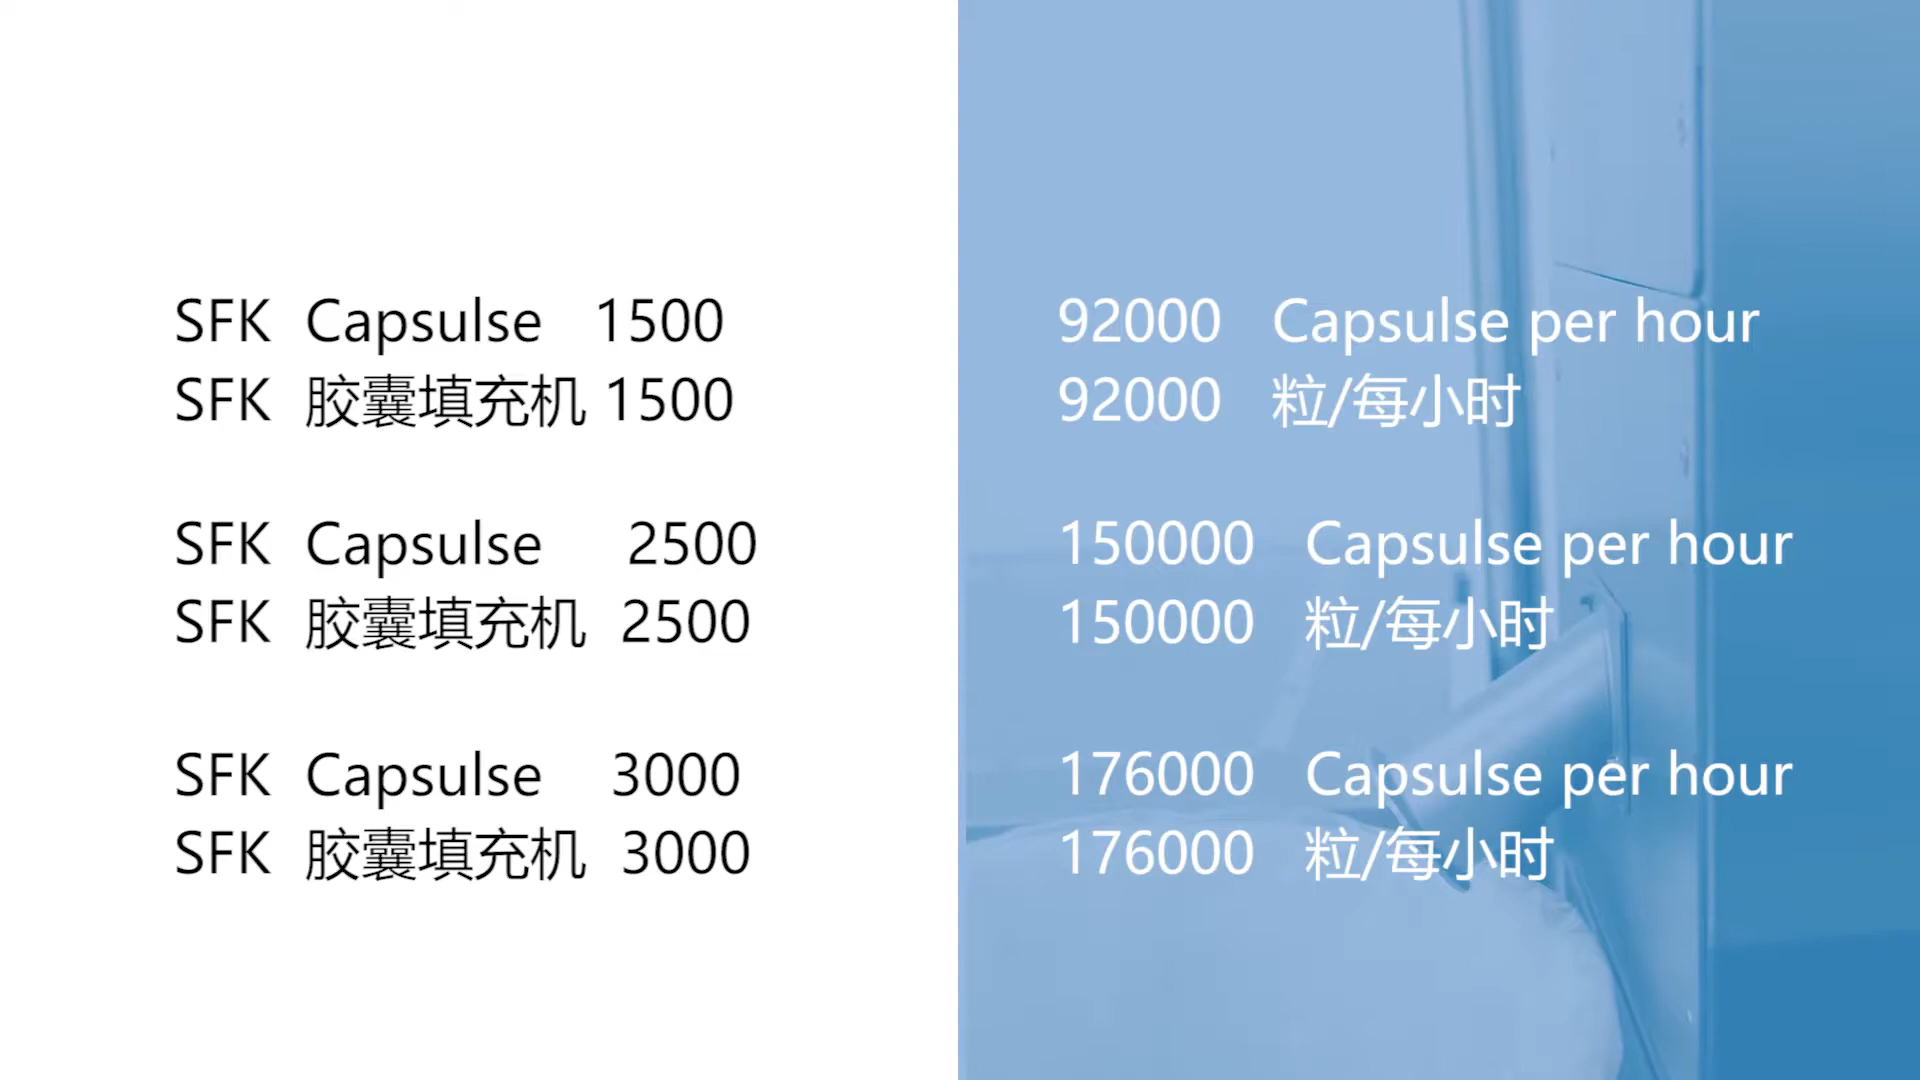 SFK Capsulse 1500
SFK 胶囊填充机 1500
92000 Capsulse per hour
92000 粒/每小时
SFK Capsulse 2500
SFK 胶囊填充机 2500
150000 Capsulse per hour
150000 粒/每小时
SFK Capsulse 3000
SFK 胶囊填充机 3000
176000 Capsulse per hour
176000 粒/每小时